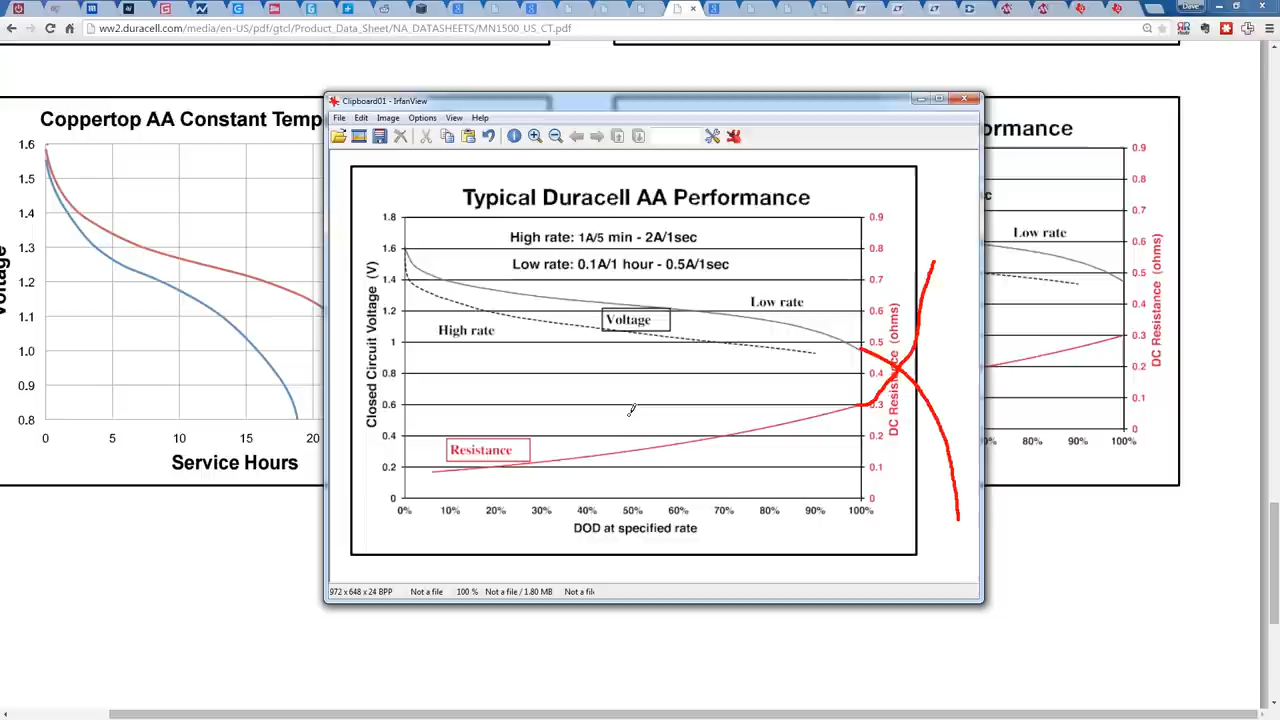 Dave
ww2.duracell.com/media/en-US/pdf/gtcl/Product_Data_Sheet/NA_DATASHEETS/MN1500_US_CT.pdf
Clipboard01 - IrfanView
File Edit Image Options View Help
Coppertop AA Constant Temp
1.6
1.5
1.4
1.3
1.2
1.1
1.0
0.9
0.8
Voltage
0 5 10 15 20
Service Hours
Typical Duracell AA Performance
High rate: 1A/5 min - 2A/1sec
Low rate: 0.1A/1 hour - 0.5A/1sec
Closed Circuit Voltage (V)
1.8
1.6
1.4
1.2
1
0.8
0.6
0.4
0.2
0
Low rate
Voltage
High rate
Resistance
0.9
0.8
0.7
0.6
0.5
0.4
0.3
0.2
0.1
0
DC Resistance (ohms)
0% 10% 20% 30% 40% 50% 60% 70% 80% 90% 100%
DOD at specified rate
972 x 648 x 24 BPP Not a file 100 % Not a file / 1.80 MB Not a file
ormance
c
Low rate
0.9
0.8
0.7
0.6
0.5
0.4
0.3
0.2
0.1
0
DC Resistance (ohms)
80% 90% 100%